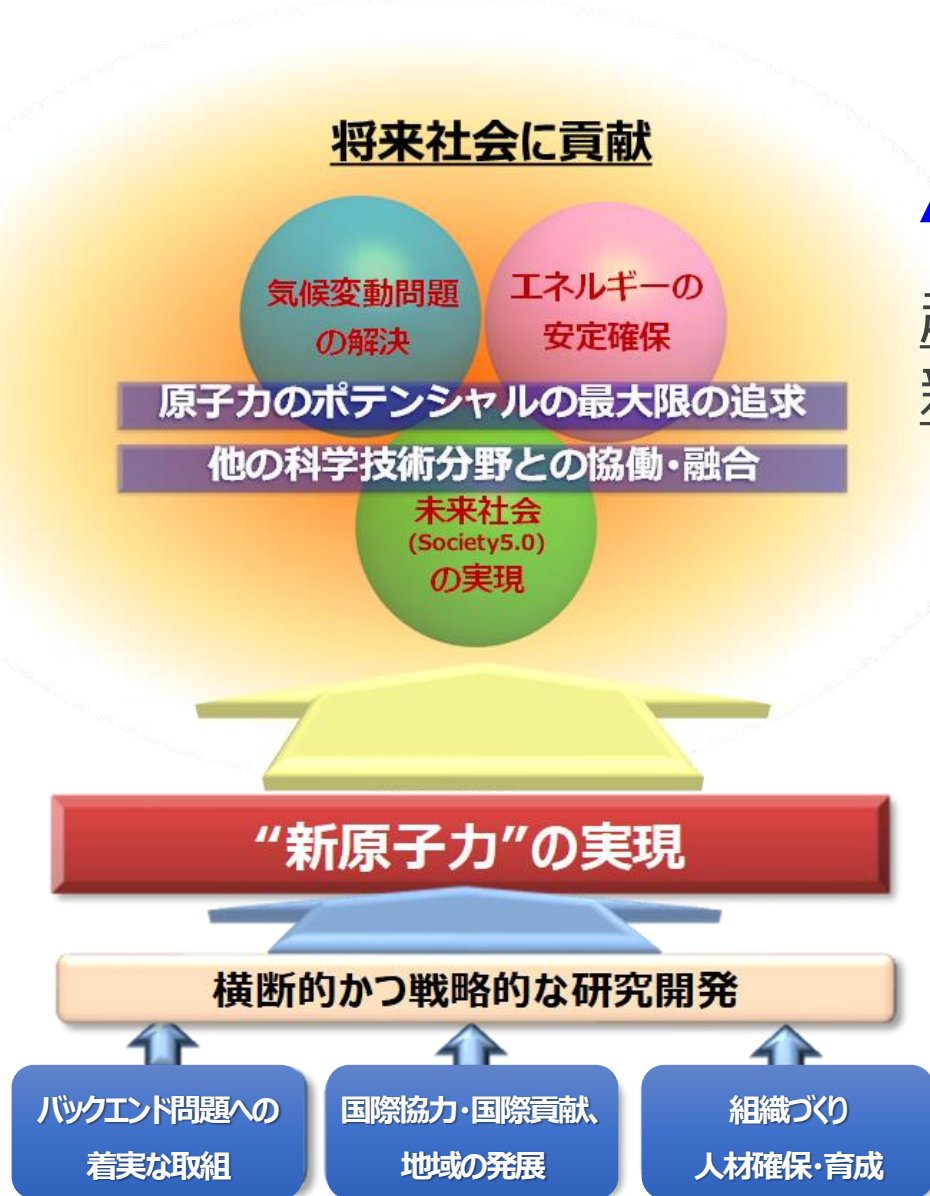 将来社会に貢献
気候変動問題
の解決
エネルギーの
安定確保
原子力のポテンシャルの最大限の追求
他の科学技術分野との協働・融合
未来社会
(Society5.0)
の実現
“新原子力”の実現
横断的かつ戦略的な研究開発
バックエンド問題への
着実な取組
国際協力・国際貢献、
地域の発展
組織づくり
人材確保・育成